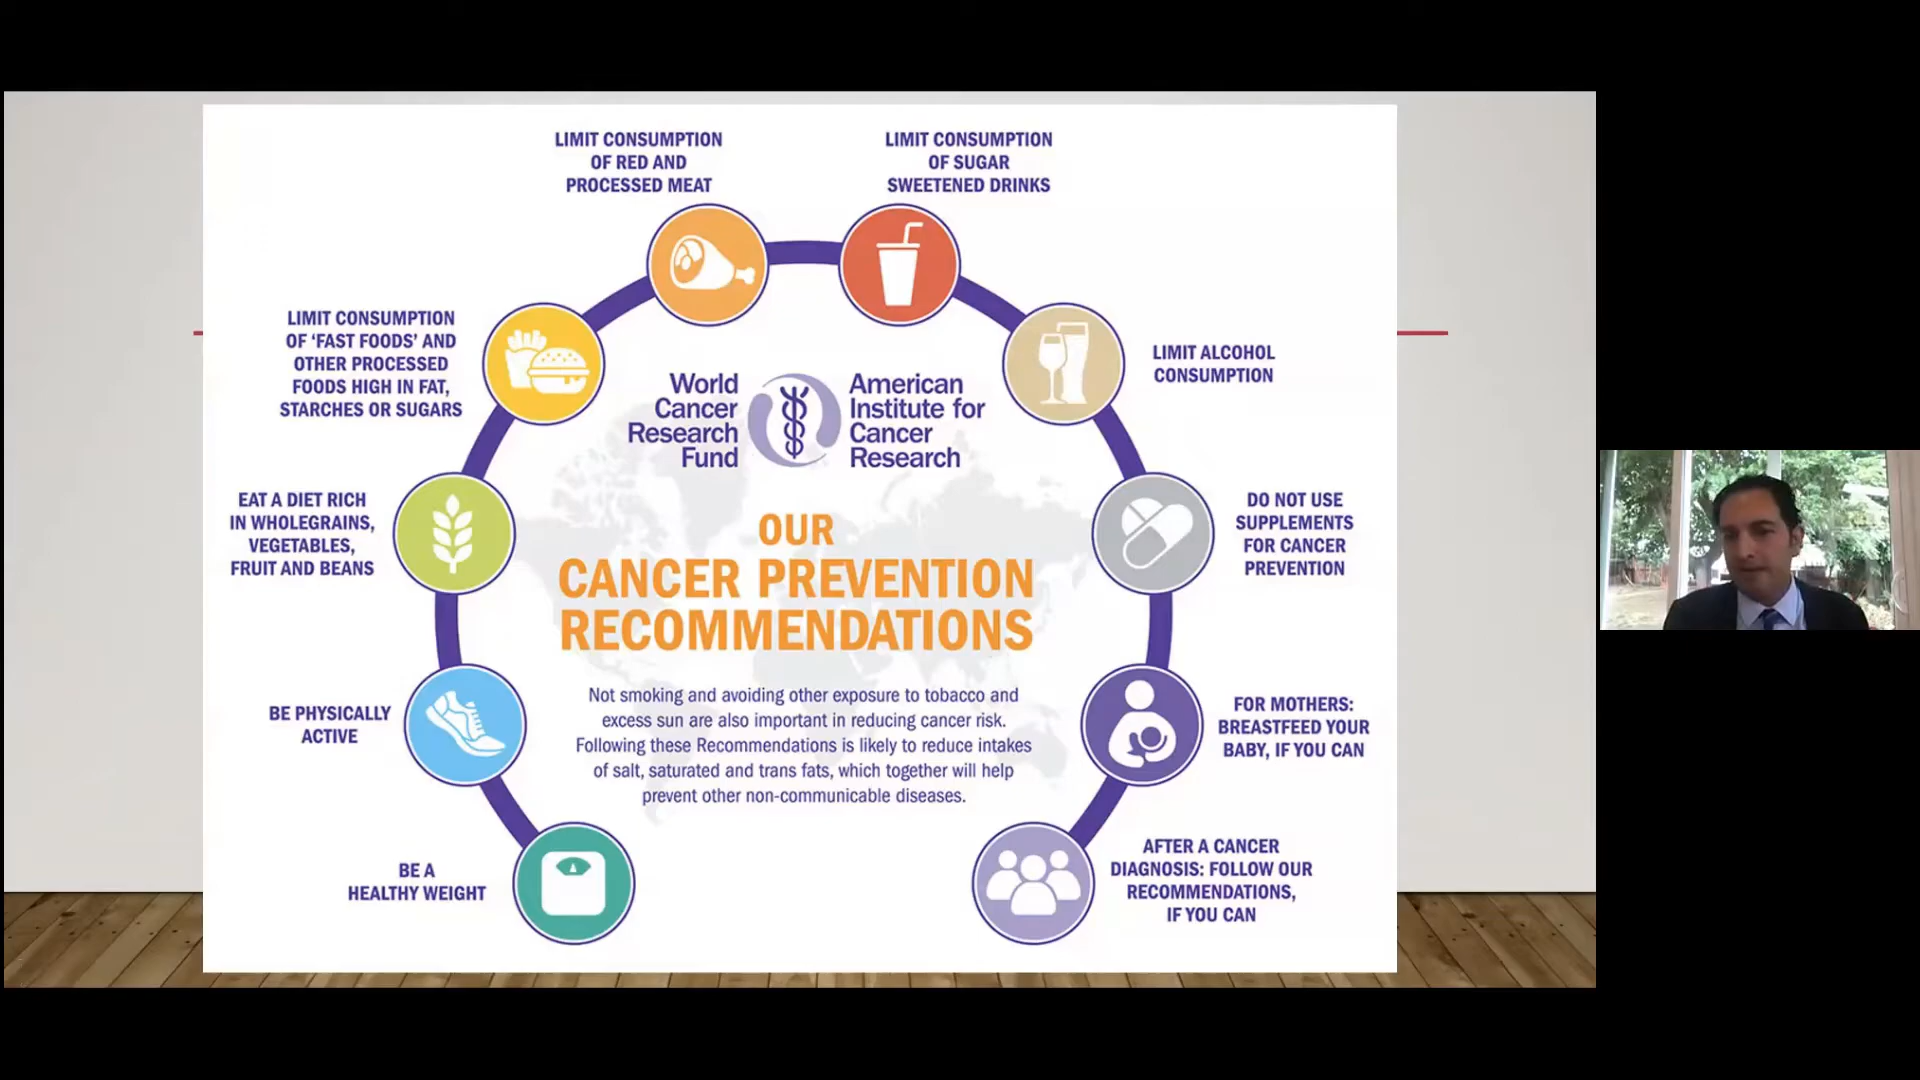 LIMIT CONSUMPTION
OF RED AND
PROCESSED MEAT
LIMIT CONSUMPTION
OF SUGAR
SWEETENED DRINKS
LIMIT CONSUMPTION
OF ‘FAST FOODS’ AND
OTHER PROCESSED
FOODS HIGH IN FAT,
STARCHES OR SUGARS
LIMIT ALCOHOL
CONSUMPTION
World
Cancer
Research
Fund
American
Institute for
Cancer
Research
EAT A DIET RICH
IN WHOLEGRAINS,
VEGETABLES,
FRUIT AND BEANS
DO NOT USE
SUPPLEMENTS
FOR CANCER
PREVENTION
OUR
CANCER PREVENTION
RECOMMENDATIONS
Not smoking and avoiding other exposure to tobacco and
excess sun are also important in reducing cancer risk.
Following these Recommendations is likely to reduce intakes
of salt, saturated and trans fats, which together will help
prevent other non-communicable diseases.
BE PHYSICALLY
ACTIVE
FOR MOTHERS:
BREASTFEED YOUR
BABY, IF YOU CAN
BE A
HEALTHY WEIGHT
AFTER A CANCER
DIAGNOSIS: FOLLOW OUR
RECOMMENDATIONS,
IF YOU CAN